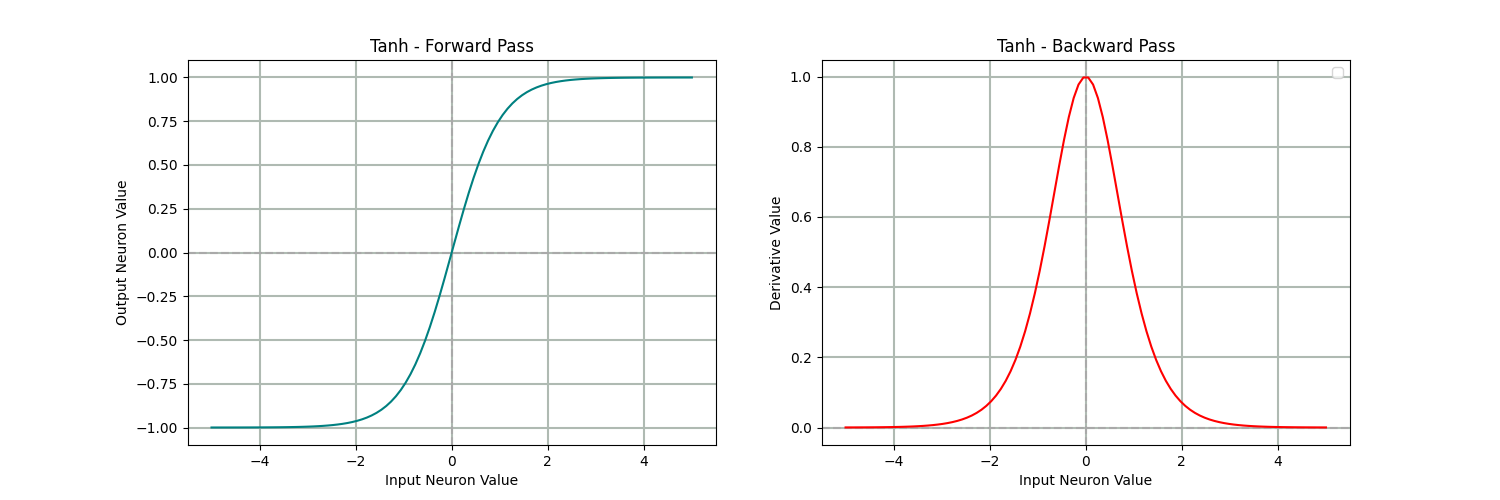 Tanh - Forward Pass
1.00
0.75
0.50
0.25
0.00
−0.25
−0.50
−0.75
−1.00
−4 −2 0 2 4
Input Neuron Value
Output Neuron Value
Tanh - Backward Pass
1.0
0.8
0.6
0.4
0.2
0.0
−4 −2 0 2 4
Input Neuron Value
Derivative Value